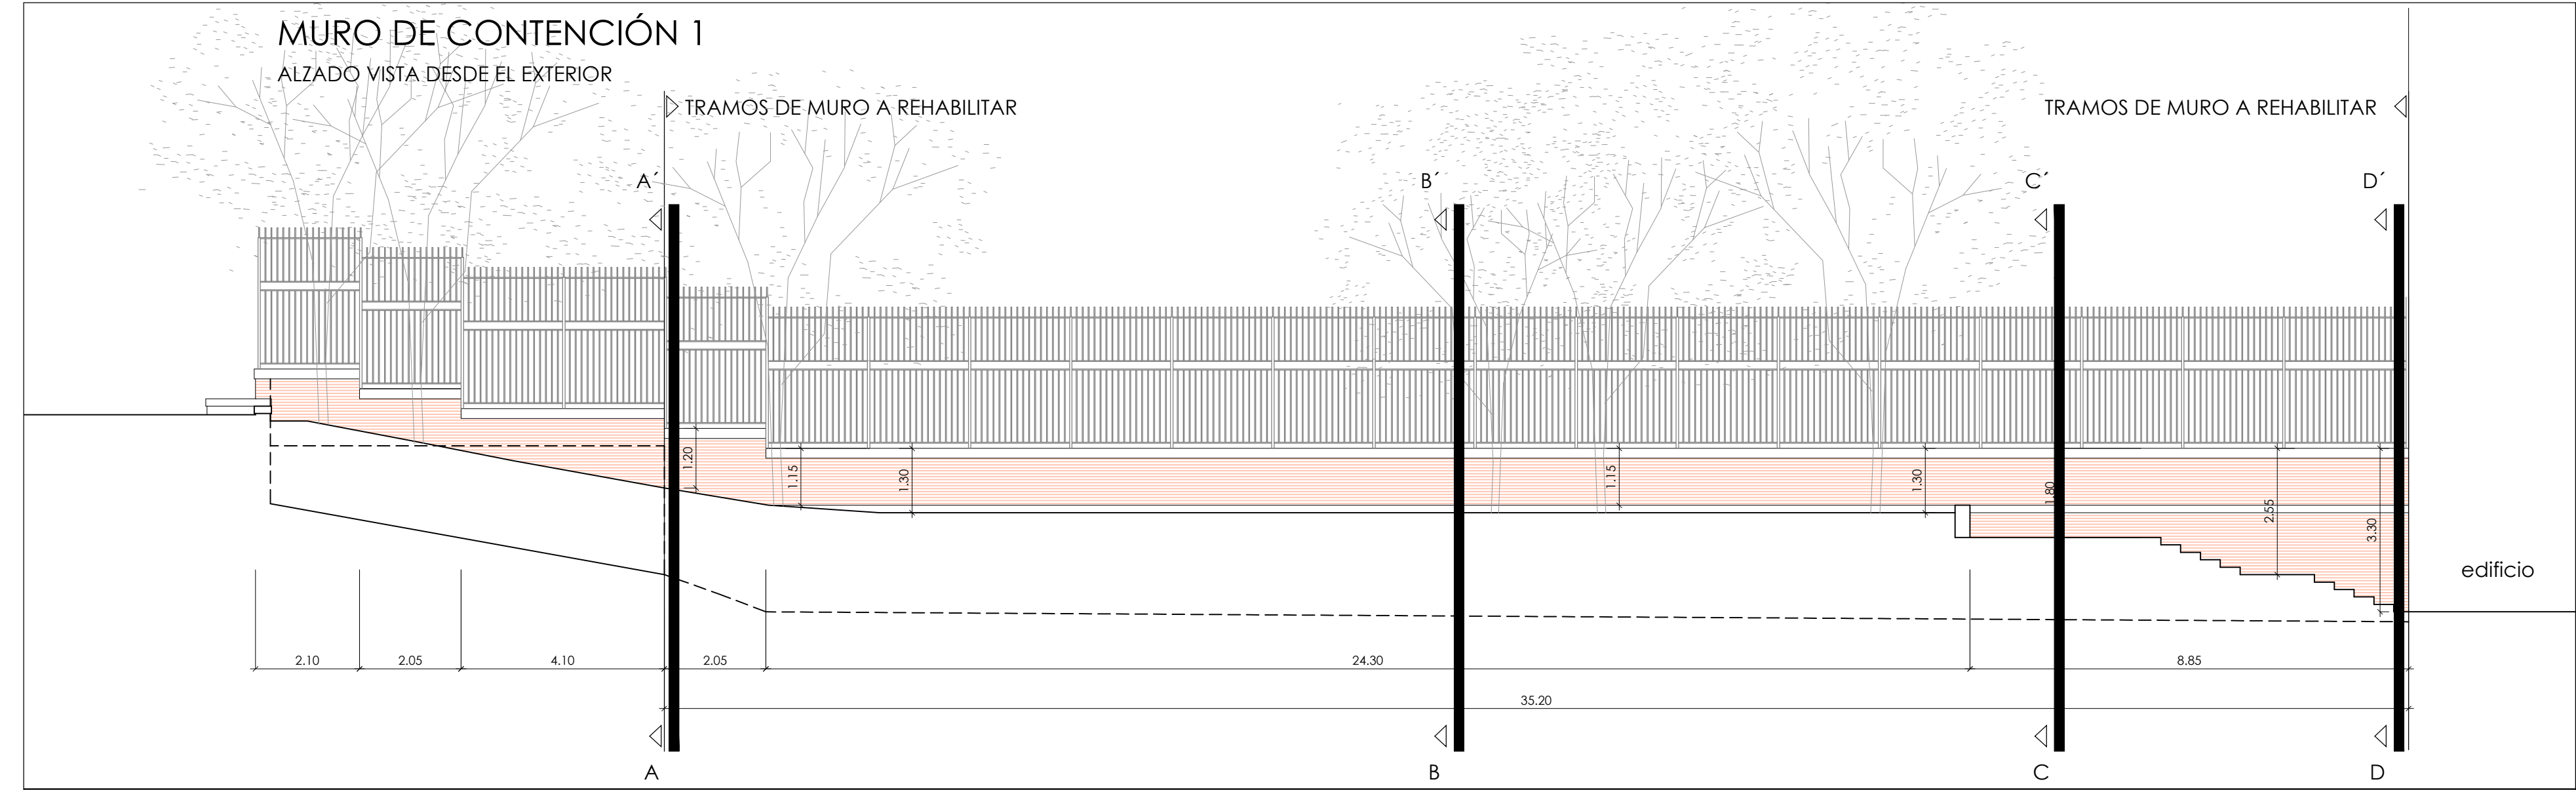 MURO DE CONTENCIÓN 1
ALZADO VISTA DESDE EL EXTERIOR
TRAMOS DE MURO A REHABILITAR
TRAMOS DE MURO A REHABILITAR
A´
B´
C´
D´
1.20
1.15
1.30
1.15
1.30
1.80
2.55
3.30
edificio
2.10
2.05
4.10
2.05
24.30
8.85
35.20
A
B
C
D